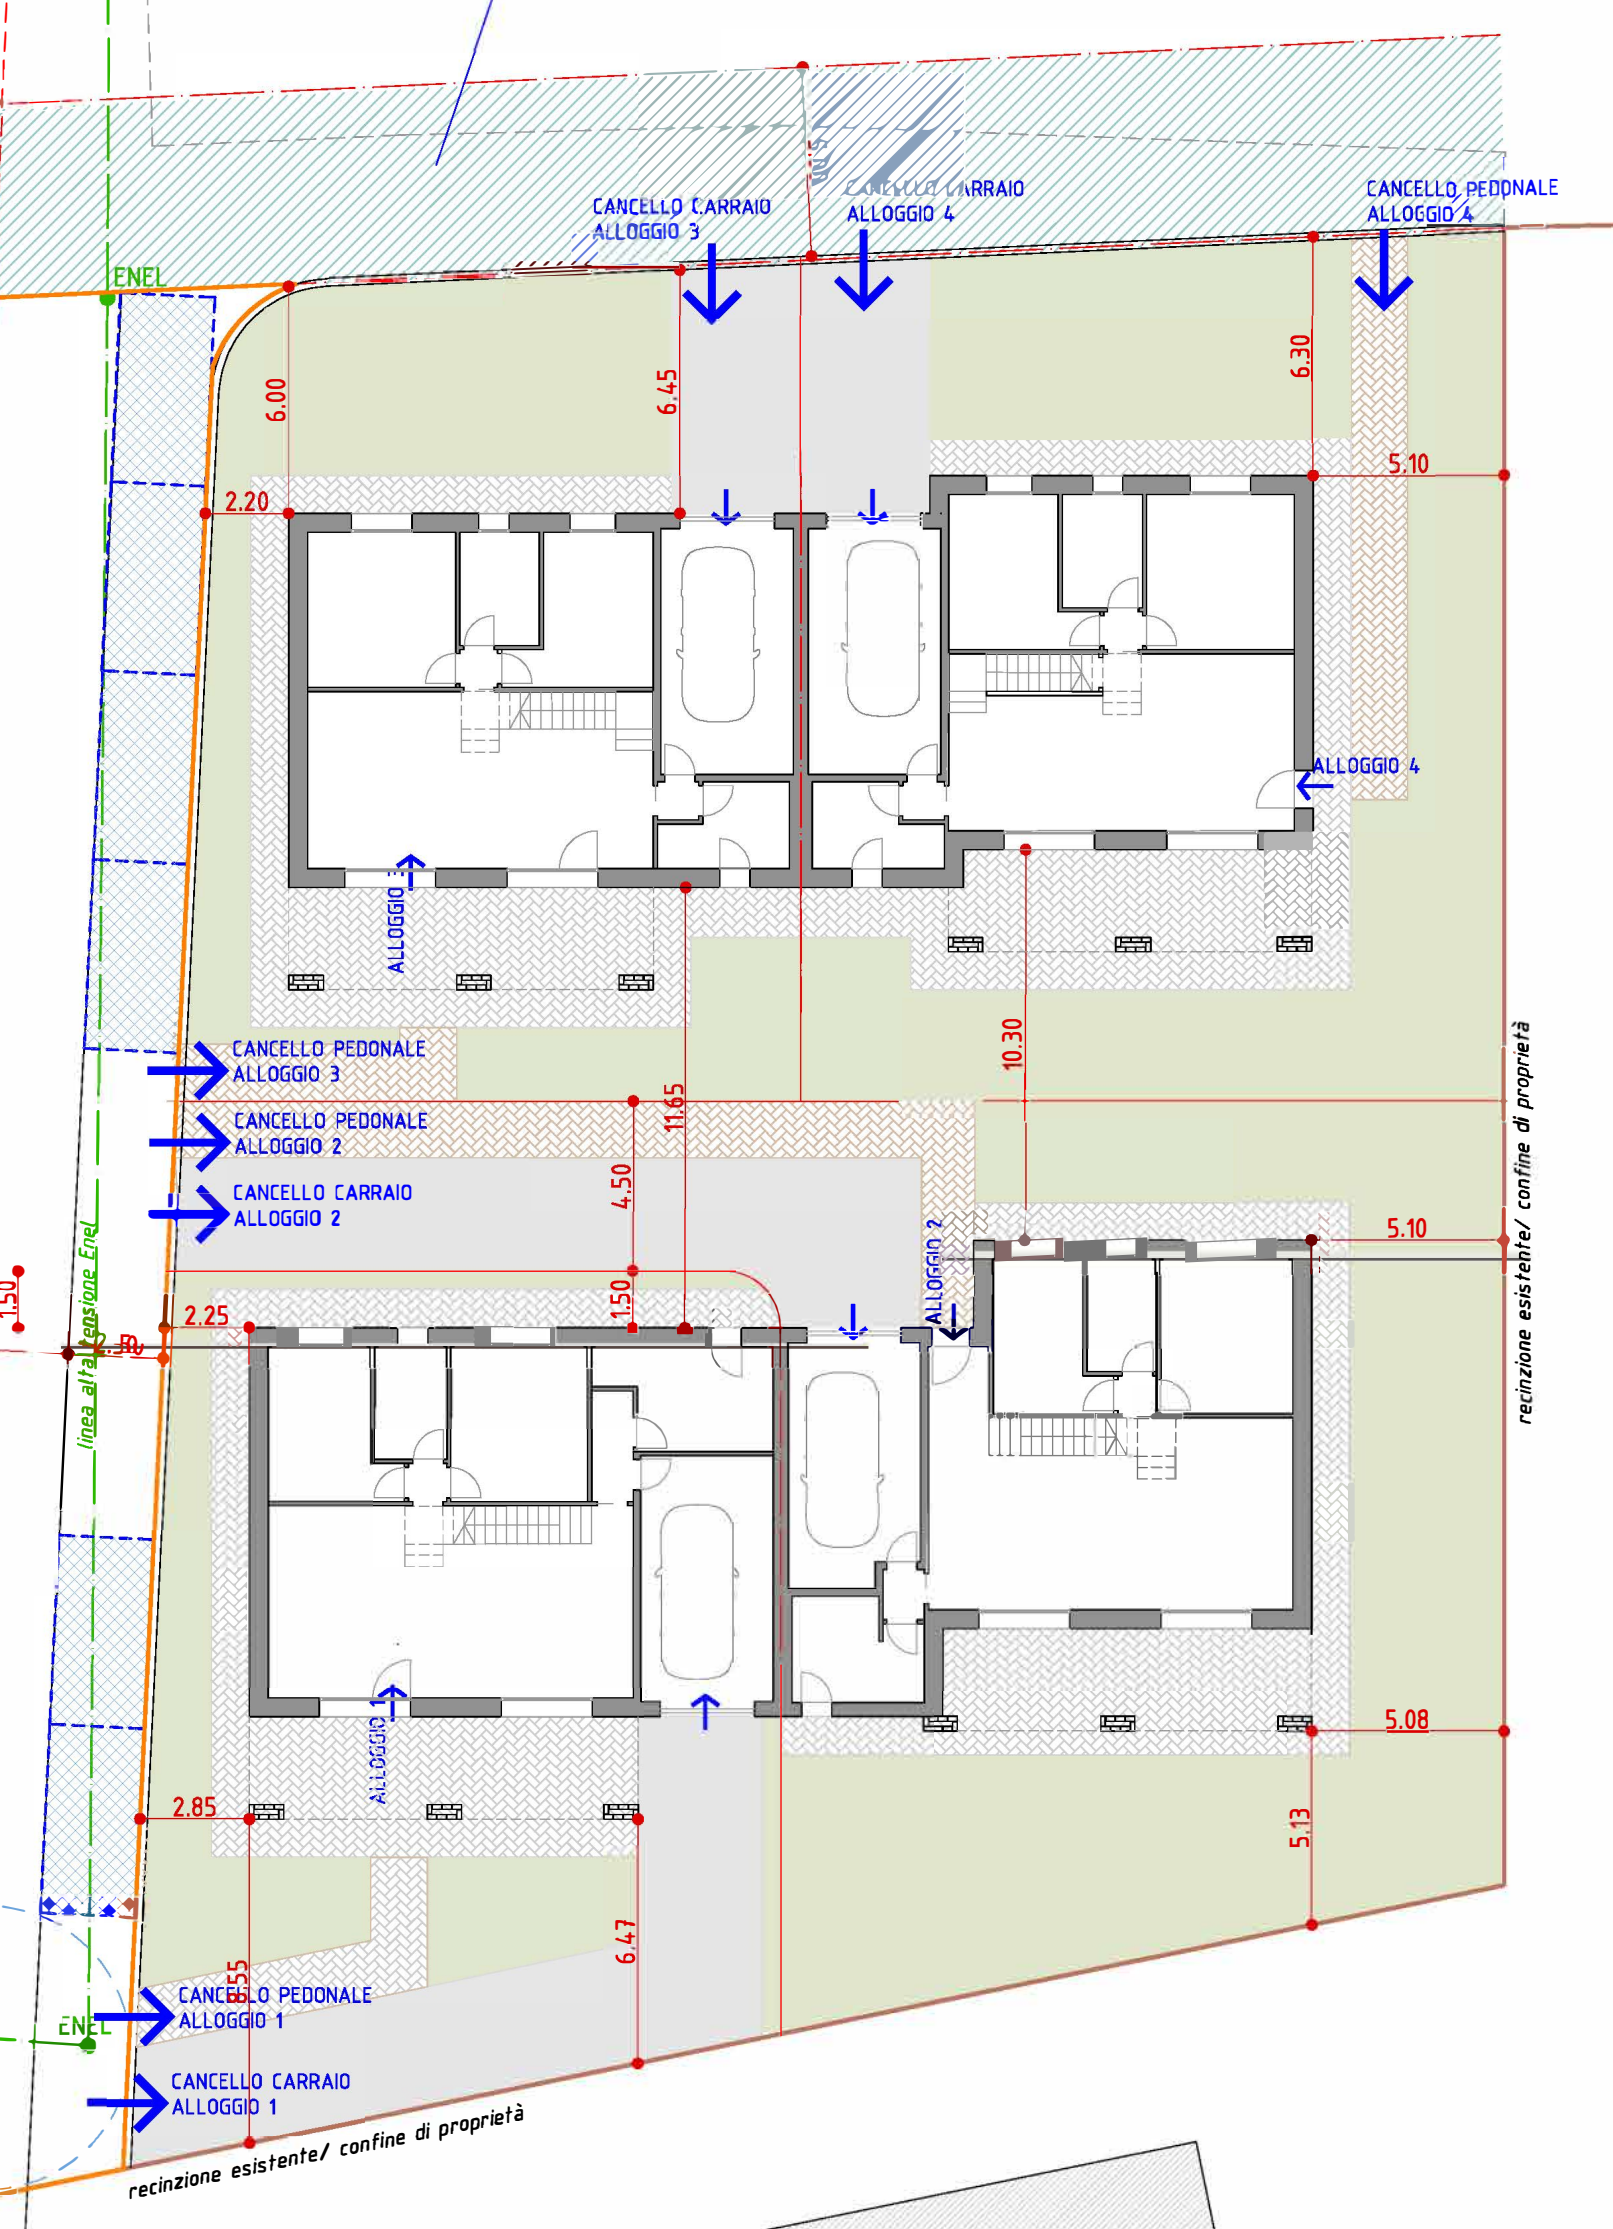 CANCELLO CARRAIO
ALLOGGIO 3
CANCELLO CARRAIO
ALLOGGIO 4
CANCELLO PEDONALE
ALLOGGIO 4
ENEL
6.00
6.45
6.30
5.10
2.20
ALLOGGIO 4
ALLOGGIO 3
10.30
11.65
CANCELLO PEDONALE
ALLOGGIO 3
CANCELLO PEDONALE
ALLOGGIO 2
CANCELLO CARRAIO
ALLOGGIO 2
4.50
1.50
ALLOGGIO 2
5.10
recinzione esistente/ confine di proprietà
1.50
2.25
linea alta tensione Enel
ALLOGGIO 1
5.08
2.85
5.13
6.47
8.55
CANCELLO PEDONALE
ALLOGGIO 1
ENEL
CANCELLO CARRAIO
ALLOGGIO 1
recinzione esistente/ confine di proprietà